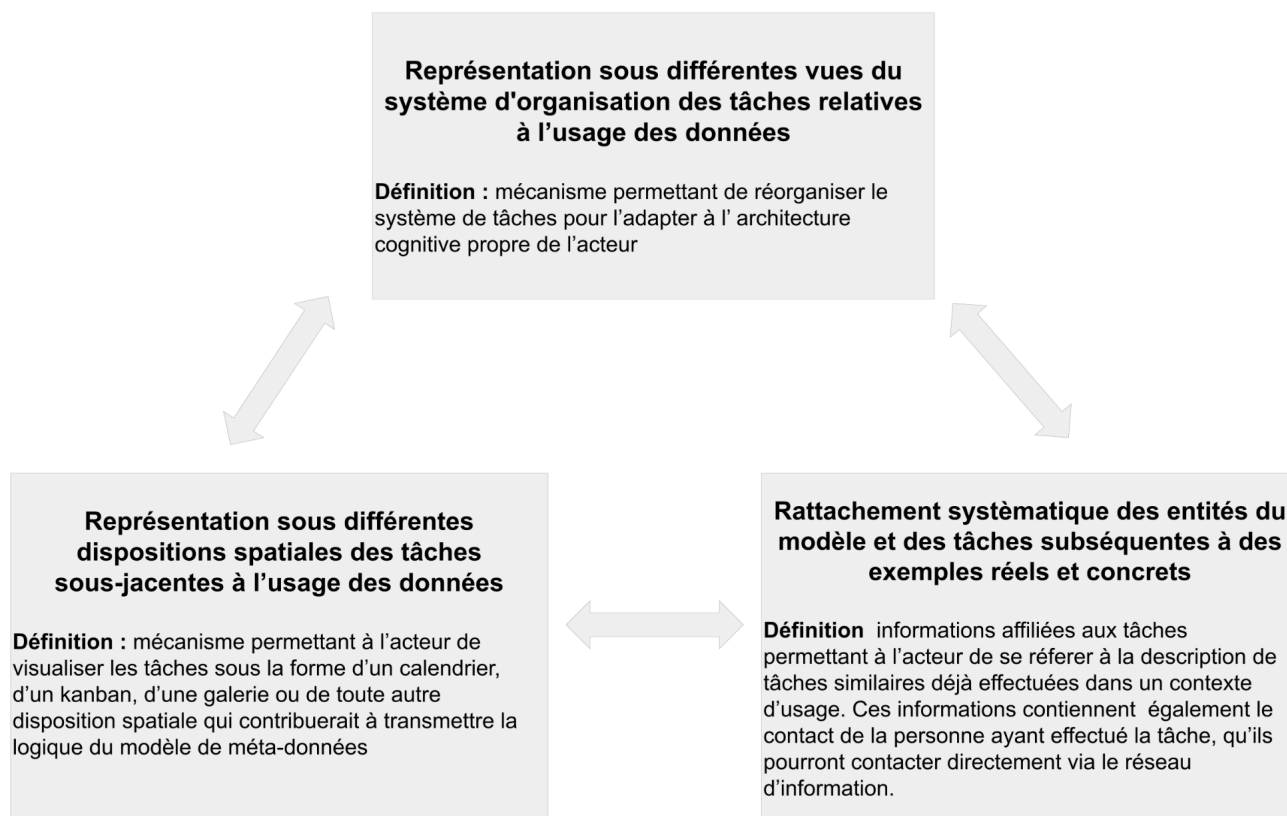 Représentation sous différentes vues du
système d'organisation des tâches relatives
à l’usage des données
Définition : mécanisme permettant de réorganiser le
système de tâches pour l’adapter à l’ architecture
cognitive propre de l’acteur
Représentation sous différentes
dispositions spatiales des tâches
sous-jacentes à l’usage des données
Définition : mécanisme permettant à l’acteur de
visualiser les tâches sous la forme d’un calendrier,
d’un kanban, d’une galerie ou de toute autre
disposition spatiale qui contribuerait à transmettre la
logique du modèle de méta-données
Rattachement systèmatique des entités du
modèle et des tâches subséquentes à des
exemples réels et concrets
Définition  informations affiliées aux tâches
permettant à l’acteur de se réferer à la description de
tâches similaires déjà effectuées dans un contexte
d’usage. Ces informations contiennent  également le
contact de la personne ayant effectué la tâche, qu’ils
pourront contacter directement via le réseau
d’information.